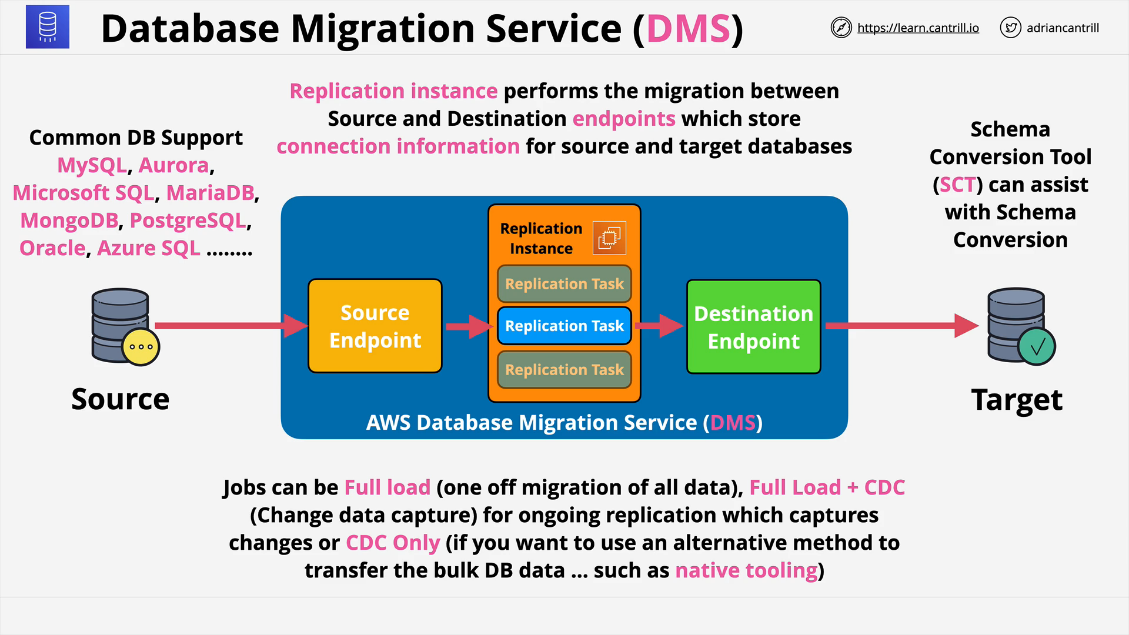 Database Migration Service (DMS)
https://learn.cantrill.io
adriancantrill
Replication instance performs the migration between
Source and Destination endpoints which store
connection information for source and target databases
Common DB Support
MySQL, Aurora,
Microsoft SQL, MariaDB,
MongoDB, PostgreSQL,
Oracle, Azure SQL ........
Schema
Conversion Tool
(SCT) can assist
with Schema
Conversion
Replication
Instance
Replication Task
Replication Task
Replication Task
Source
Endpoint
Destination
Endpoint
Source
Target
AWS Database Migration Service (DMS)
Jobs can be Full load (one off migration of all data), Full Load + CDC
(Change data capture) for ongoing replication which captures
changes or CDC Only (if you want to use an alternative method to
transfer the bulk DB data ... such as native tooling)